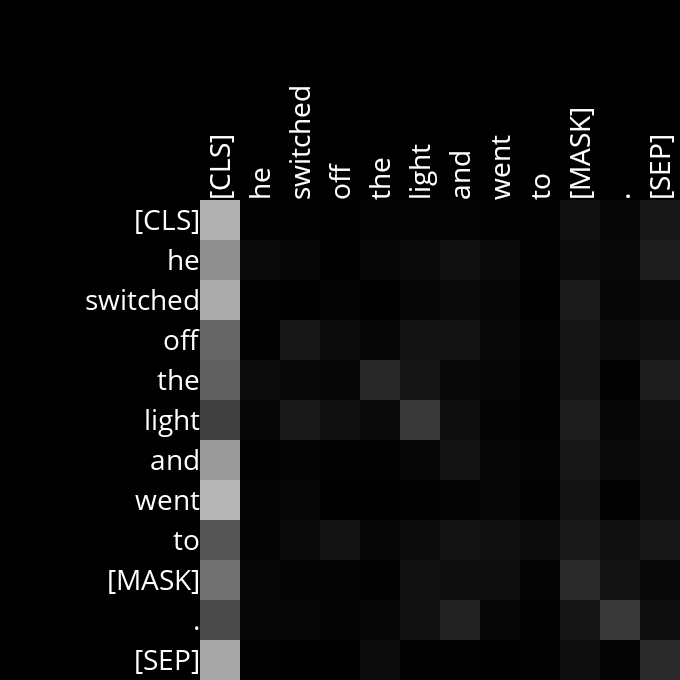 [CLS] he switched off the light and went to [MASK] . [SEP]
[CLS]
he
switched
off
the
light
and
went
to
[MASK]
.
[SEP]